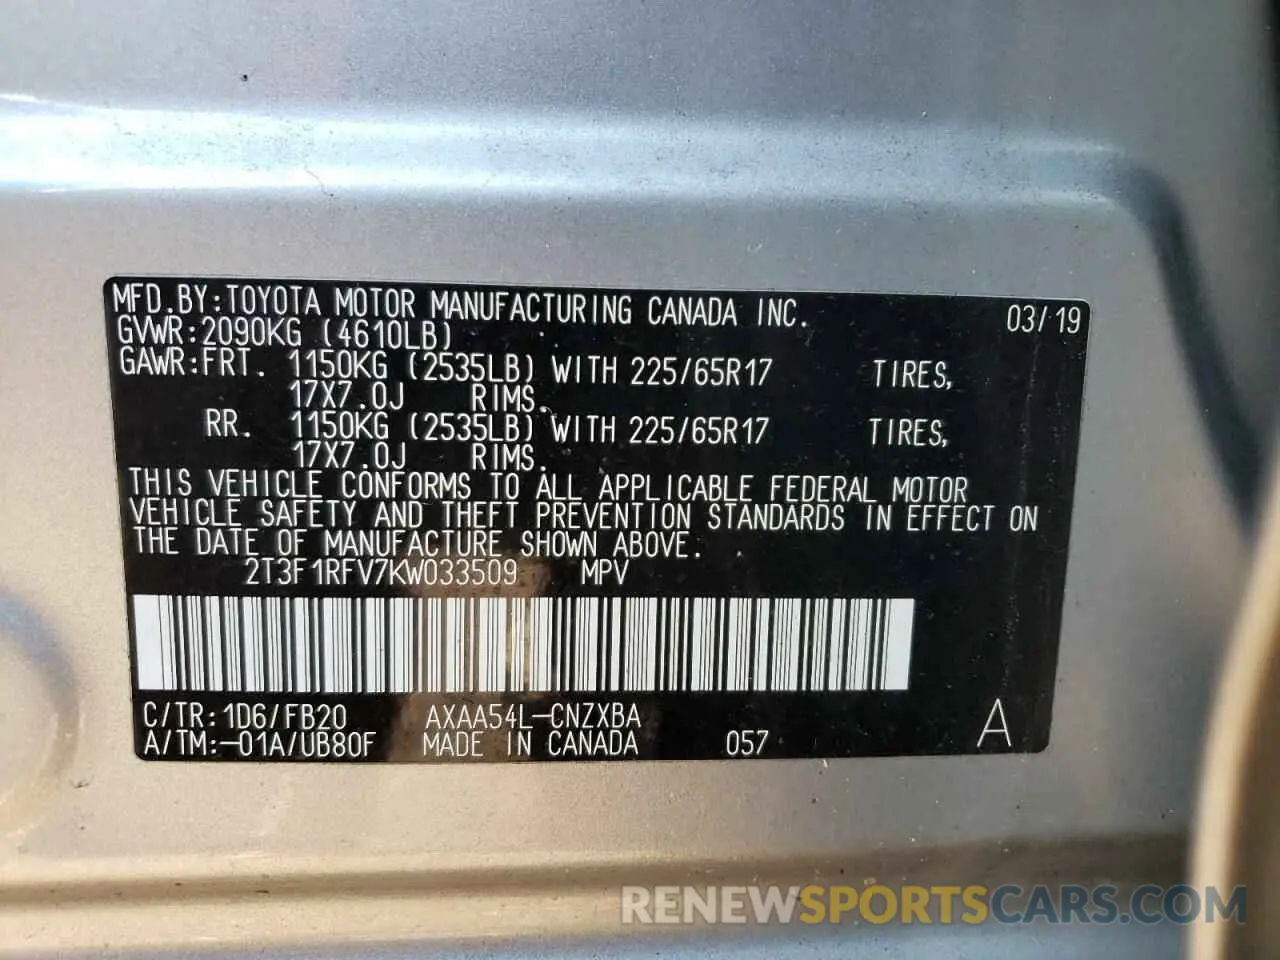 MFD.BY:TOYOTA MOTOR MANUFACTURING CANADA INC. 03/19
GVWR:2090KG (4610LB)
GAWR:FRT. 1150KG (2535LB) WITH 225/65R17 TIRES,
17X7.0J RIMS.
RR. 1150KG (2535LB) WITH 225/65R17 TIRES,
17X7.0J RIMS.
THIS VEHICLE CONFORMS TO ALL APPLICABLE FEDERAL MOTOR
VEHICLE SAFETY AND THEFT PREVENTION STANDARDS IN EFFECT ON
THE DATE OF MANUFACTURE SHOWN ABOVE.
2T3F1RFV7KW033509 MPV
C/TR:1D6/FB20 AXAA54L-CNZXBA
A/TM:-01A/UB80F MADE IN CANADA 057 A
RENEWSPORTSCARS.COM